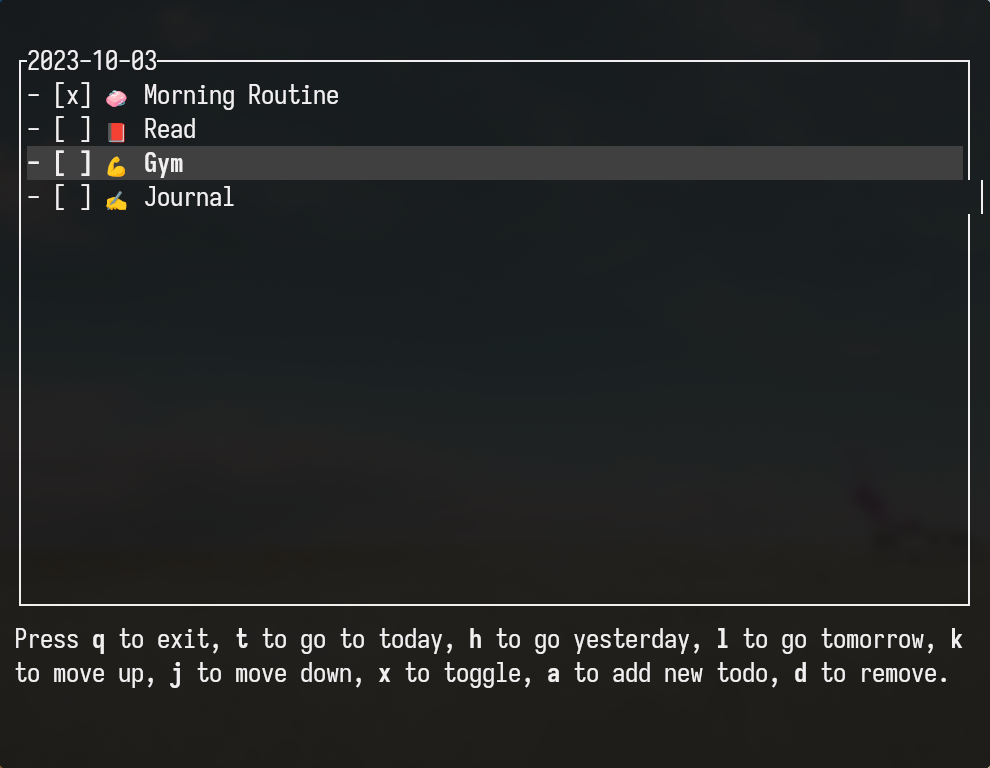 2023-10-03
- [x] 🧼 Morning Routine
- [ ] 📕 Read
- [ ] 💪 Gym
- [ ] ✍️ Journal
Press q to exit, t to go to today, h to go yesterday, l to go tomorrow, k
to move up, j to move down, x to toggle, a to add new todo, d to remove.